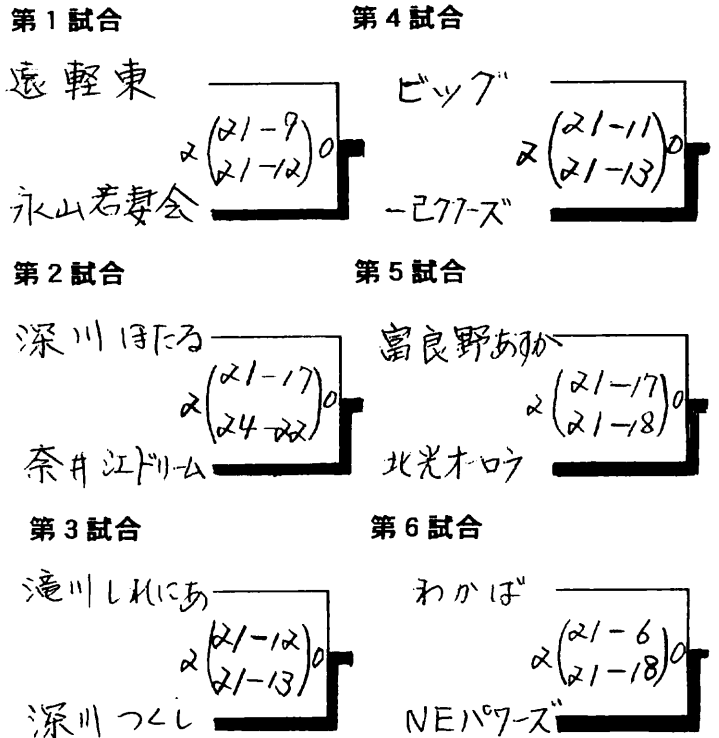 第1試合
遠軽東
2 (21-9 21-12) 0
永山若妻会
第2試合
深川ほたる
2 (21-17 24-22) 0
奈井江ドリーム
第3試合
滝川しれにあ
2 (21-12 21-13) 0
深川つくし
第4試合
ビッグ
2 (21-11 21-13) 0
一己クアーズ
第5試合
富良野あすか
2 (21-17 21-18) 0
北光オーロラ
第6試合
わかば
2 (21-6 21-18) 0
NEパワーズ